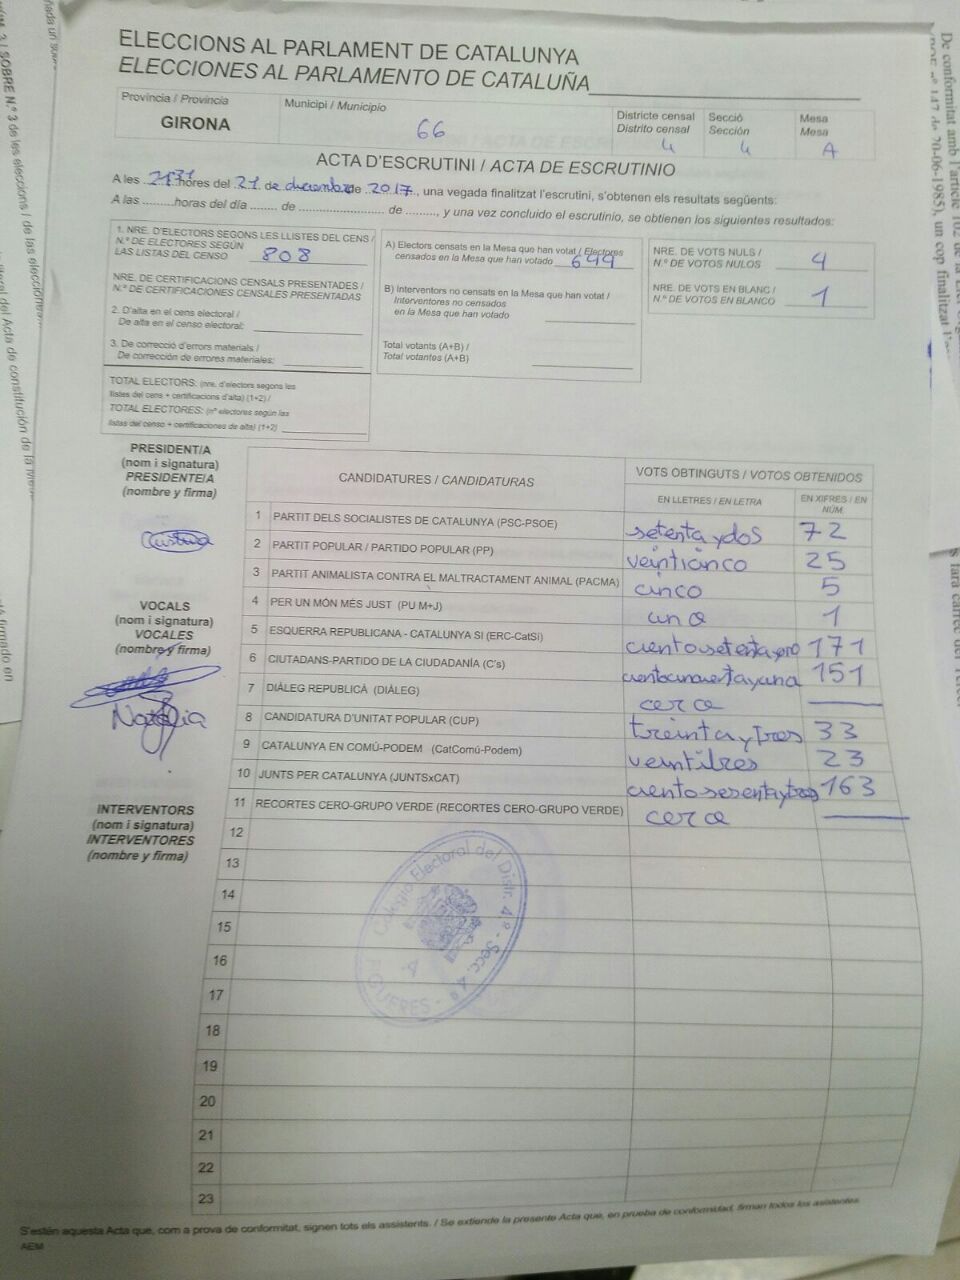 ELECCIONS AL PARLAMENT DE CATALUNYA
ELECCIONES AL PARLAMENTO DE CATALUÑA
Provincia / Provincia
GIRONA
Municipi / Municipio
66
Districte censal
Distrito censal
4
Secció
Sección
4
Mesa
Mesa
A
ACTA D'ESCRUTINI / ACTA DE ESCRUTINIO
A les hores del 21 de diciembre de 2017, una vegada finalitzat l'escrutini, s'obtenen els resultats següents:
A las .........horas del día ........ de ........................ de ........, y una vez concluido el escrutinio, se obtienen los siguientes resultados:
1. NRE. D'ELECTORS SEGONS LES LLISTES DEL CENS /
N.º DE ELECTORES SEGÚN
LAS LISTAS DEL CENSO 808
NRE. DE CERTIFICACIONS CENSALS PRESENTADES /
N.º DE CERTIFICACIONES CENSALES PRESENTADAS
2. D'alta en el cens electoral /
De alta en el censo electoral:
3. De correcció d'errors materials /
De corrección de errores materiales:
TOTAL ELECTORS: (nre. d'electors segons les
llistes del cens + certificacions d'alta) (1+2) /
TOTAL ELECTORES: (nº electores según las
listas del censo + certificaciones de alta) (1+2)
A) Electors censats en la Mesa que han votat / Electores
censados en la Mesa que han votado 649
B) Interventors no censats en la Mesa que han votat /
Interventores no censados
en la Mesa que han votado
Total votants (A+B) /
Total votantes (A+B)
NRE. DE VOTS NULS /
N.º DE VOTOS NULOS 4
NRE. DE VOTS EN BLANC /
N.º DE VOTOS EN BLANCO 1
PRESIDENT/A
(nom i signatura)
PRESIDENTE/A
(nombre y firma)
VOCALS
(nom i signatura)
VOCALES
(nombre y firma)
Natalia
INTERVENTORS
(nom i signatura)
INTERVENTORES
(nombre y firma)
CANDIDATURES / CANDIDATURAS
VOTS OBTINGUTS / VOTOS OBTENIDOS
EN LLETRES / EN LETRA
EN XIFRES / EN NÚM.
1 PARTIT DELS SOCIALISTES DE CATALUNYA (PSC-PSOE) setenta y dos 72
2 PARTIT POPULAR / PARTIDO POPULAR (PP) veinticinco 25
3 PARTIT ANIMALISTA CONTRA EL MALTRACTAMENT ANIMAL (PACMA) cinco 5
4 PER UN MÓN MÉS JUST (PU M+J) uno 1
5 ESQUERRA REPUBLICANA - CATALUNYA SI (ERC-CatSi) ciento setenta y uno 171
6 CIUTADANS-PARTIDO DE LA CIUDADANÍA (C's) ciento cincuenta y uno 151
7 DIÀLEG REPUBLICÀ (DIÀLEG) cero
8 CANDIDATURA D'UNITAT POPULAR (CUP) treinta y tres 33
9 CATALUNYA EN COMÚ-PODEM (CatComú-Podem) veintitres 23
10 JUNTS PER CATALUNYA (JUNTSxCAT) ciento sesenta y tres 163
11 RECORTES CERO-GRUPO VERDE (RECORTES CERO-GRUPO VERDE) cero
12
13
14
15
16
17
18
19
20
21
22
23
Colegio Electoral del Distr. 4º - Secc. 4ª
A
FIGUERES
S'estén aquesta Acta que, com a prova de conformitat, signen tots els assistents. / Se extiende la presente Acta que, en prueba de conformidad, firman todos los asistentes.
AEM